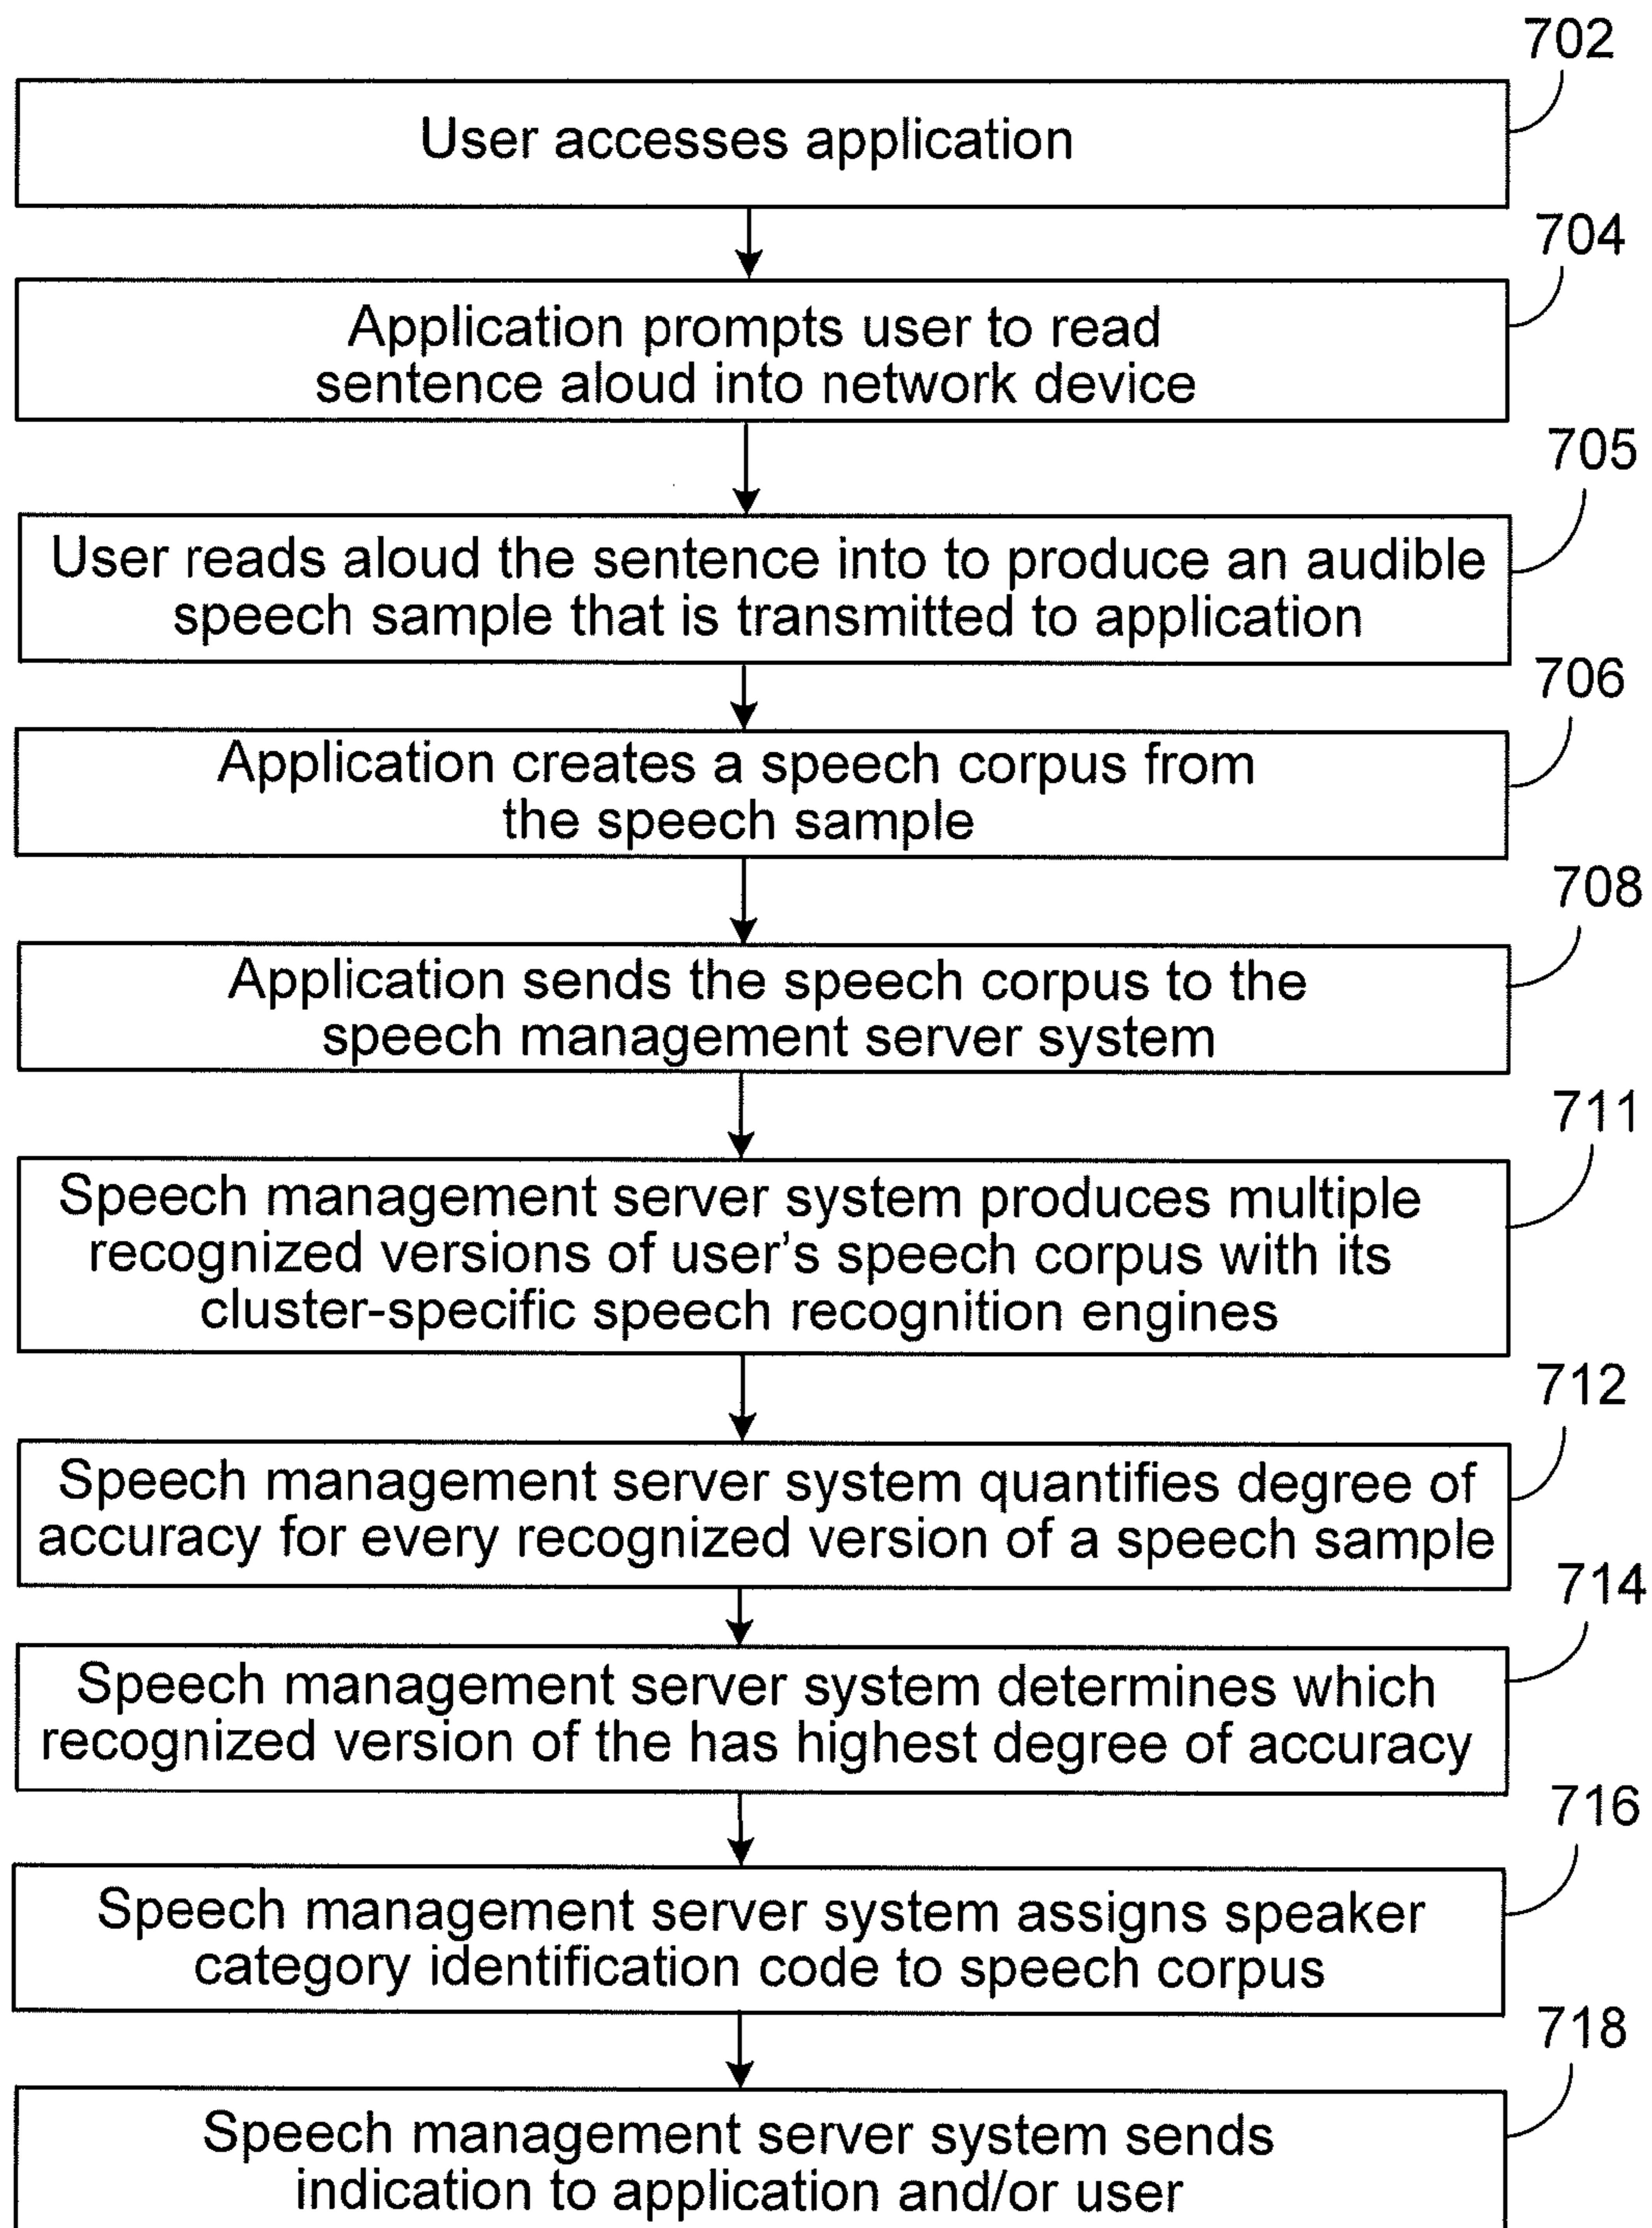 702
User accesses application
704
Application prompts user to read
sentence aloud into network device
705
User reads aloud the sentence into to produce an audible
speech sample that is transmitted to application
706
Application creates a speech corpus from
the speech sample
708
Application sends the speech corpus to the
speech management server system
711
Speech management server system produces multiple
recognized versions of user’s speech corpus with its
cluster-specific speech recognition engines
712
Speech management server system quantifies degree of
accuracy for every recognized version of a speech sample
714
Speech management server system determines which
recognized version of the has highest degree of accuracy
716
Speech management server system assigns speaker
category identification code to speech corpus
718
Speech management server system sends
indication to application and/or user